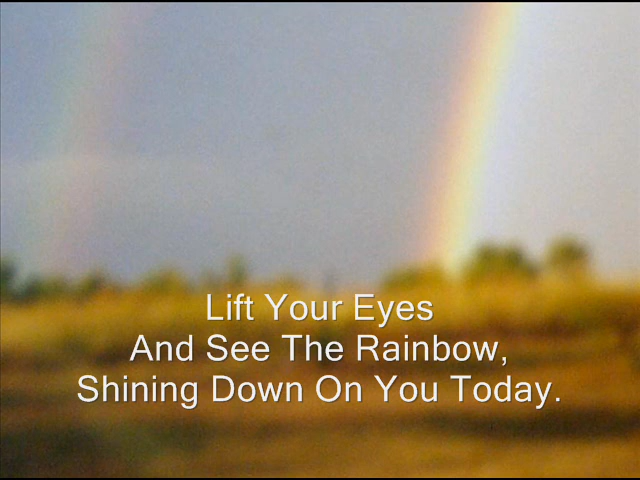 Lift Your Eyes
And See The Rainbow,
Shining Down On You Today.